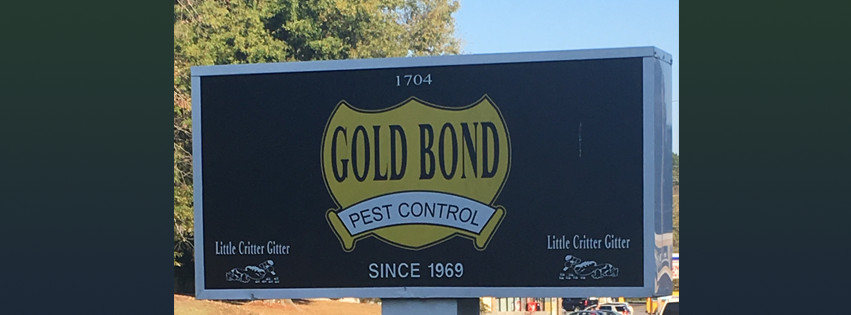 1704
GOLD BOND
PEST CONTROL
Little Critter Gitter
Little Critter Gitter
SINCE 1969